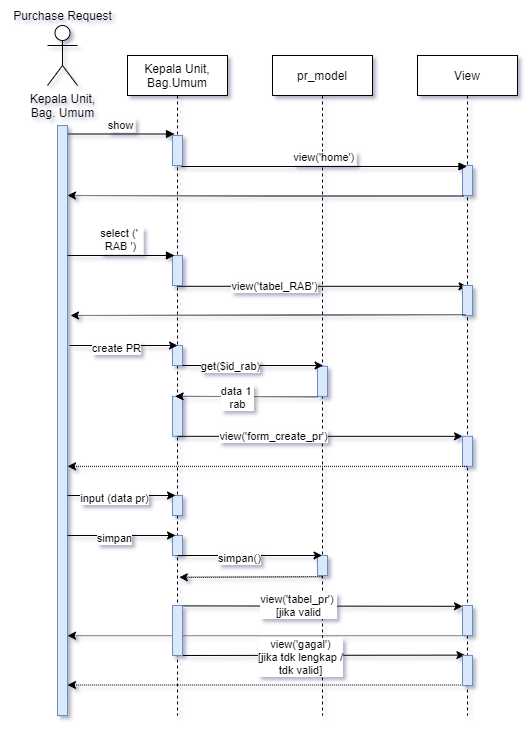 Purchase Request
Kepala Unit,
Bag. Umum
Kepala Unit,
Bag.Umum
pr_model
View
show
view('home')
select ('
RAB ')
view('tabel_RAB')
create PR
get($id_rab)
data 1
rab
view('form_create_pr')
input (data pr)
simpan
simpan()
view('tabel_pr')
[jika valid
view('gagal')
[jika tdk lengkap /
tdk valid]